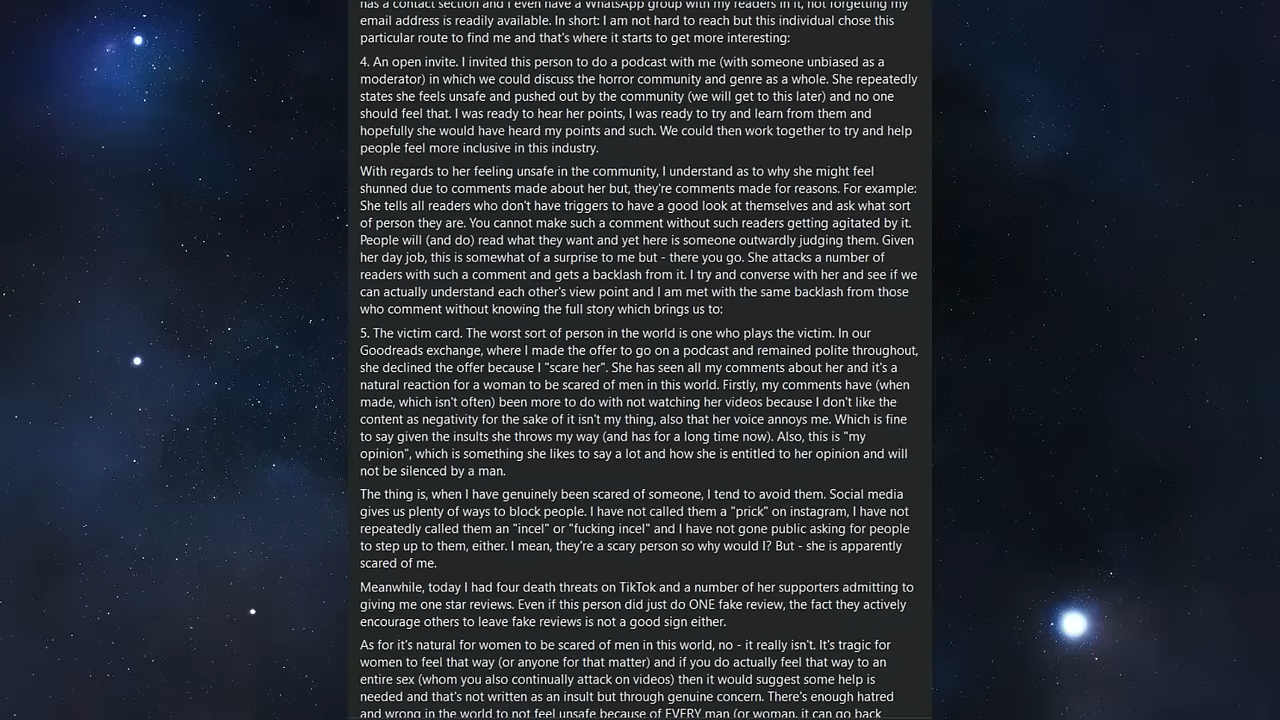 has a contact section and I even have a WhatsApp group with my readers in it, not forgetting my
email address is readily available. In short: I am not hard to reach but this individual chose this
particular route to find me and that's where it starts to get more interesting:
4. An open invite. I invited this person to do a podcast with me (with someone unbiased as a
moderator) in which we could discuss the horror community and genre as a whole. She repeatedly
states she feels unsafe and pushed out by the community (we will get to this later) and no one
should feel that. I was ready to hear her points, I was ready to try and learn from them and
hopefully she would have heard my points and such. We could then work together to try and help
people feel more inclusive in this industry.
With regards to her feeling unsafe in the community, I understand as to why she might feel
shunned due to comments made about her but, they're comments made for reasons. For example:
She tells all readers who don't have triggers to have a good look at themselves and ask what sort
of person they are. You cannot make such a comment without such readers getting agitated by it.
People will (and do) read what they want and yet here is someone outwardly judging them. Given
her day job, this is somewhat of a surprise to me but - there you go. She attacks a number of
readers with such a comment and gets a backlash from it. I try and converse with her and see if we
can actually understand each other's view point and I am met with the same backlash from those
who comment without knowing the full story which brings us to:
5. The victim card. The worst sort of person in the world is one who plays the victim. In our
Goodreads exchange, where I made the offer to go on a podcast and remained polite throughout,
she declined the offer because I "scare her". She has seen all my comments about her and it's a
natural reaction for a woman to be scared of men in this world. Firstly, my comments have (when
made, which isn't often) been more to do with not watching her videos because I don't like the
content as negativity for the sake of it isn't my thing, also that her voice annoys me. Which is fine
to say given the insults she throws my way (and has for a long time now). Also, this is "my
opinion", which is something she likes to say a lot and how she is entitled to her opinion and will
not be silenced by a man.
The thing is, when I have genuinely been scared of someone, I tend to avoid them. Social media
gives us plenty of ways to block people. I have not called them a "prick" on instagram, I have not
repeatedly called them an "incel" or "fucking incel" and I have not gone public asking for people
to step up to them, either. I mean, they're a scary person so why would I? But - she is apparently
scared of me.
Meanwhile, today I had four death threats on TikTok and a number of her supporters admitting to
giving me one star reviews. Even if this person did just do ONE fake review, the fact they actively
encourage others to leave fake reviews is not a good sign either.
As for it's natural for women to be scared of men in this world, no - it really isn't. It's tragic for
women to feel that way (or anyone for that matter) and if you do actually feel that way to an
entire sex (whom you also continually attack on videos) then it would suggest some help is
needed and that's not written as an insult but through genuine concern. There's enough hatred
and wrong in the world to not feel unsafe because of EVERY man (or woman, it can go back